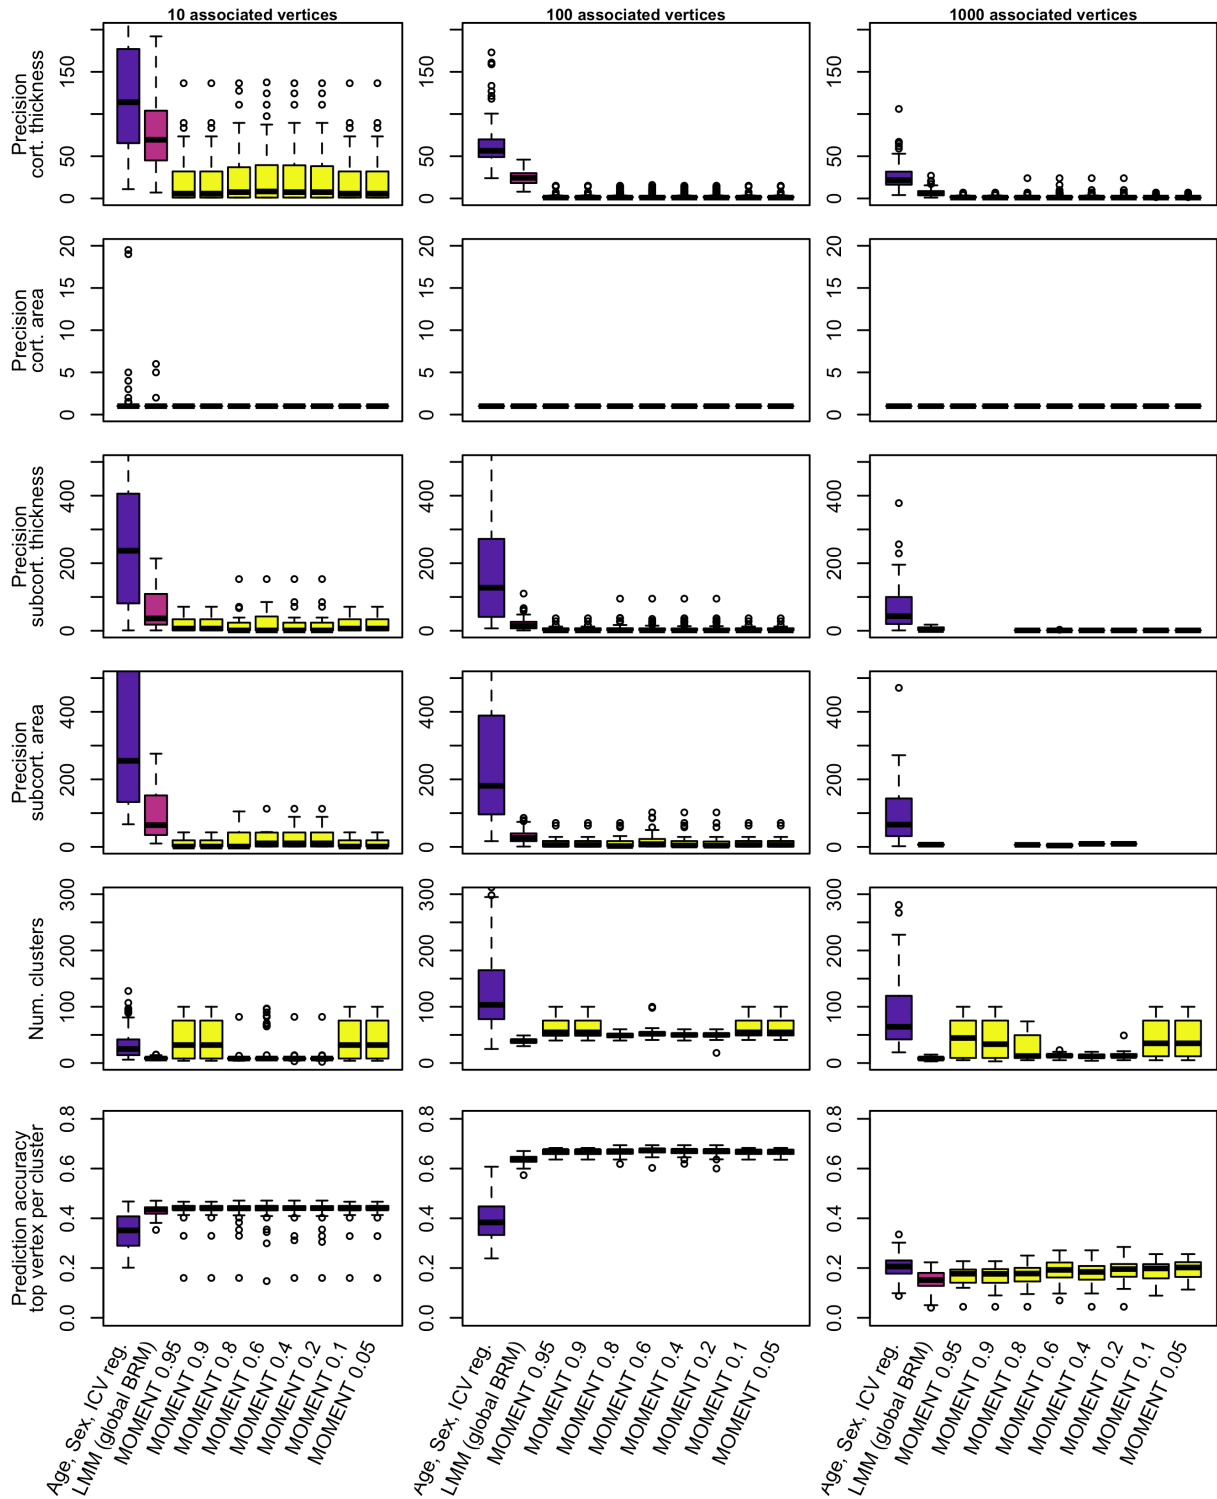 10 associated vertices
100 associated vertices
1000 associated vertices
Precision
cort. thickness
0
50
150
0
50
150
0
50
150
Precision
cort. area
0
5
10
15
20
0
5
10
15
20
0
5
10
15
20
Precision
subcort. thickness
0
200
400
0
200
400
0
200
400
Precision
subcort. area
0
200
400
0
200
400
0
200
400
Num. clusters
0
100
200
300
0
100
200
300
0
100
200
300
Prediction accuracy
top vertex per cluster
0.0
0.2
0.4
0.6
0.8
0.0
0.2
0.4
0.6
0.8
0.0
0.2
0.4
0.6
0.8
Age, Sex, ICV reg.
LMM (global BRM)
MOMENT 0.95
MOMENT 0.9
MOMENT 0.8
MOMENT 0.6
MOMENT 0.4
MOMENT 0.2
MOMENT 0.1
MOMENT 0.05
Age, Sex, ICV reg.
LMM (global BRM)
MOMENT 0.95
MOMENT 0.9
MOMENT 0.8
MOMENT 0.6
MOMENT 0.4
MOMENT 0.2
MOMENT 0.1
MOMENT 0.05
Age, Sex, ICV reg.
LMM (global BRM)
MOMENT 0.95
MOMENT 0.9
MOMENT 0.8
MOMENT 0.6
MOMENT 0.4
MOMENT 0.2
MOMENT 0.1
MOMENT 0.05